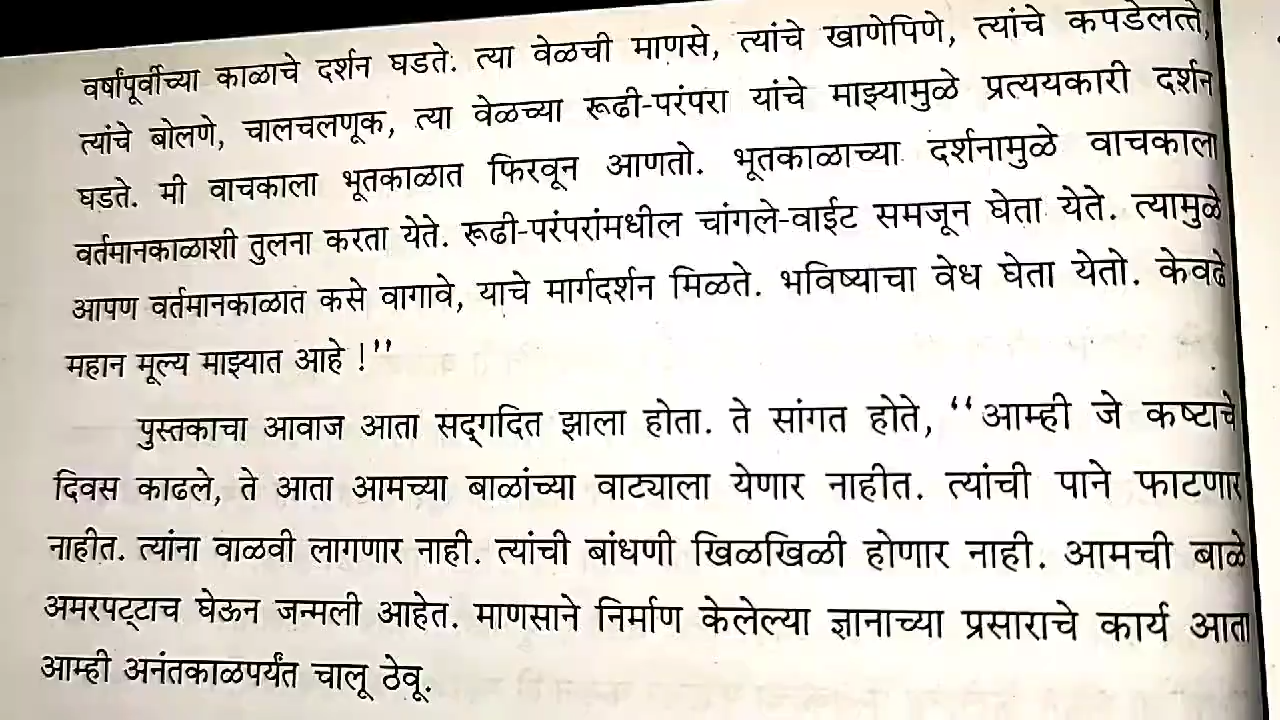 वर्षांपूर्वीच्या काळाचे दर्शन घडते. त्या वेळची माणसे, त्यांचे खाणेपिणे, त्यांचे कपडेलत्ते,
त्यांचे बोलणे, चालचलणूक, त्या वेळच्या रूढी-परंपरा यांचे माझ्यामुळे प्रत्ययकारी दर्शन
घडते. मी वाचकाला भूतकाळात फिरवून आणतो. भूतकाळाच्या दर्शनामुळे वाचकाला
वर्तमानकाळाशी तुलना करता येते. रूढी-परंपरांमधील चांगले-वाईट समजून घेता येते. त्यामुळे
आपण वर्तमानकाळात कसे वागावे, याचे मार्गदर्शन मिळते. भविष्याचा वेध घेता येतो. केवढे
महान मूल्य माझ्यात आहे !’’
पुस्तकाचा आवाज आता सद्‌गदित झाला होता. ते सांगत होते, ‘‘आम्ही जे कष्टाचे
दिवस काढले, ते आता आमच्या बाळांच्या वाट्याला येणार नाहीत. त्यांची पाने फाटणार
नाहीत. त्यांना वाळवी लागणार नाही. त्यांची बांधणी खिळखिळी होणार नाही. आमची बाळे
अमरपट्‌टाच घेऊन जन्मली आहेत. माणसाने निर्माण केलेल्या ज्ञानाच्या प्रसाराचे कार्य आता
आम्ही अनंतकाळपर्यंत चालू ठेवू.